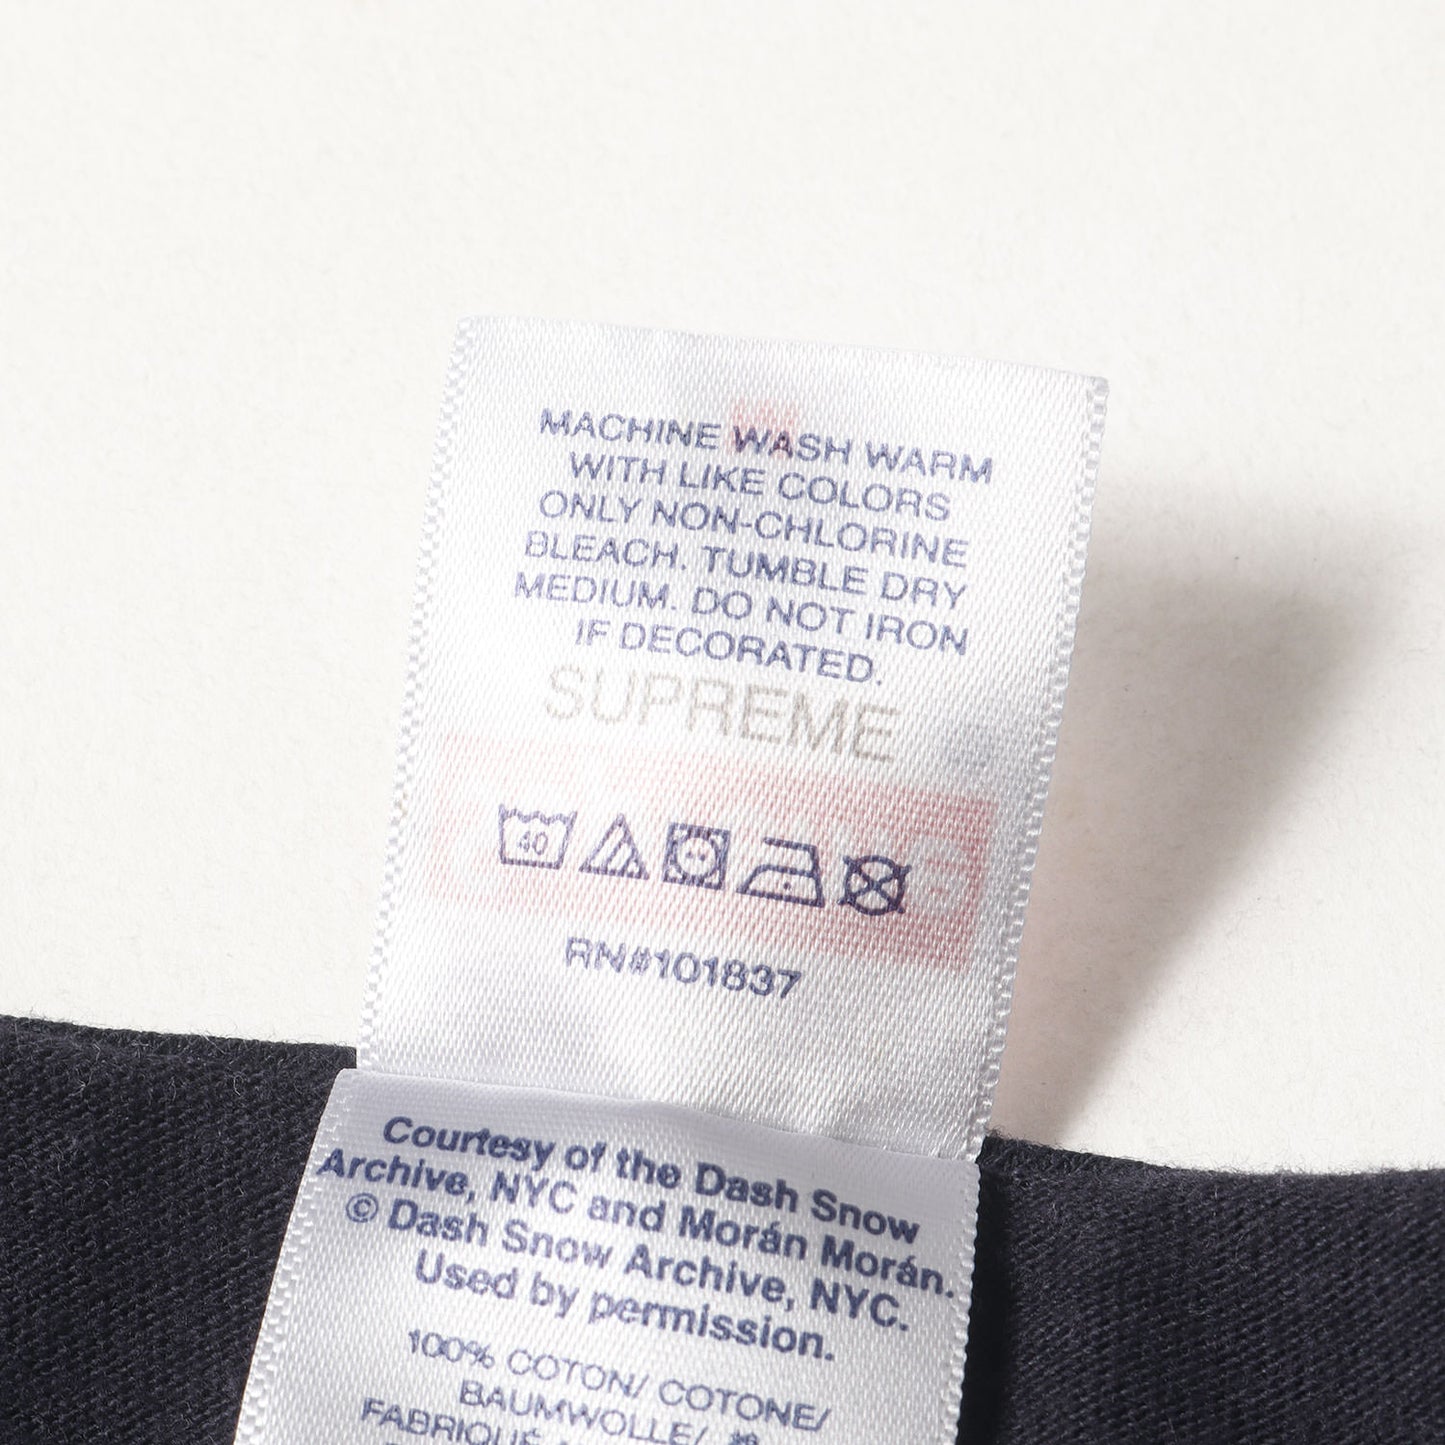 MACHINE WASH WARM
WITH LIKE COLORS
ONLY NON-CHLORINE
BLEACH. TUMBLE DRY
MEDIUM. DO NOT IRON
IF DECORATED.
SUPREME
40
RN#101837
Courtesy of the Dash Snow
Archive, NYC and Morán Morán.
© Dash Snow Archive, NYC.
Used by permission.
100% COTON/ COTONE/
BAUMWOLLE/
FABRIQUÉ